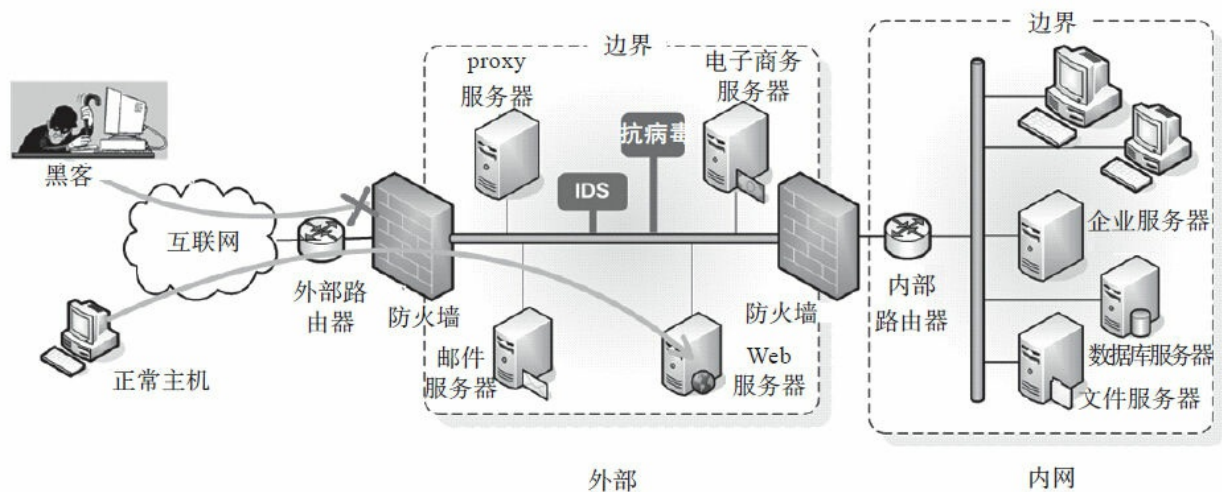 边界
边界
proxy
服务器
电子商务
服务器
抗病毒
IDS
黑客
互联网
外部路
由器
防火墙
防火墙
内部
路由器
企业服务器
邮件
服务器
Web
服务器
数据库服务器
文件服务器
正常主机
外部
内网